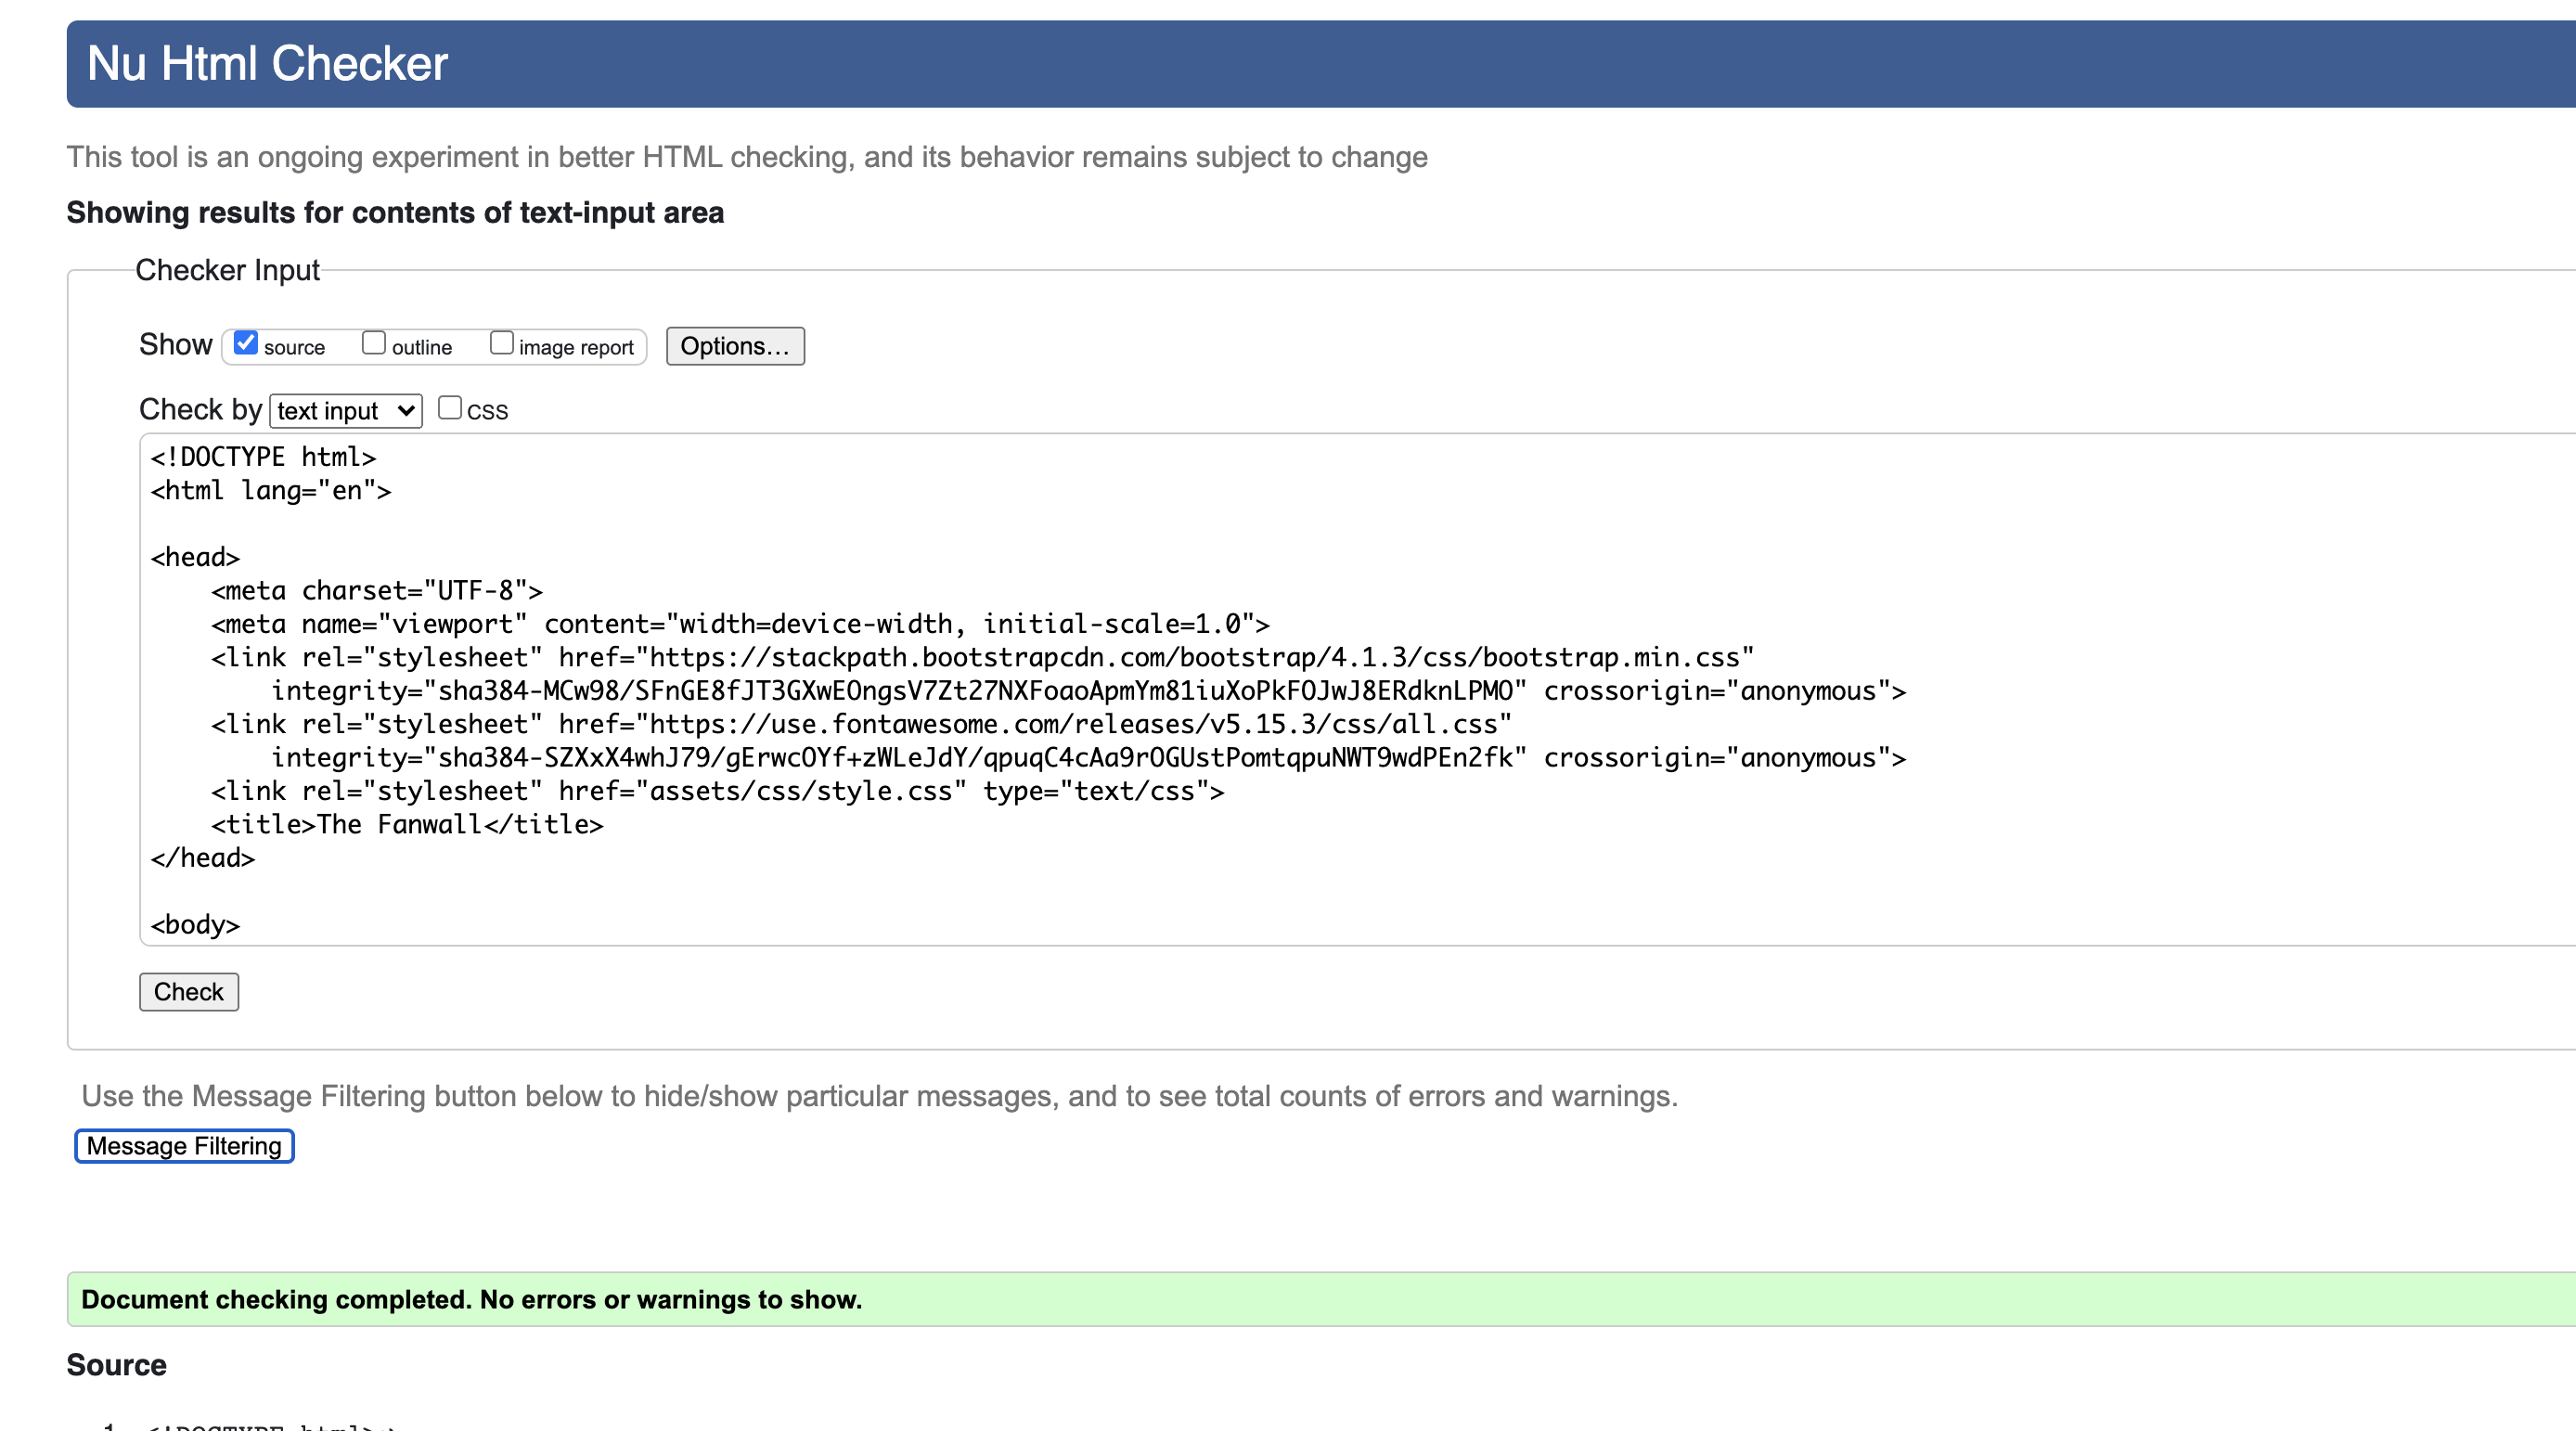 Nu Html Checker
This tool is an ongoing experiment in better HTML checking, and its behavior remains subject to change
Showing results for contents of text-input area
Checker Input
Show source outline image report Options...
Check by text input CSS
<!DOCTYPE html>
<html lang="en">
<head>
<meta charset="UTF-8">
<meta name="viewport" content="width=device-width, initial-scale=1.0">
<link rel="stylesheet" href="https://stackpath.bootstrapcdn.com/bootstrap/4.1.3/css/bootstrap.min.css"
integrity="sha384-MCw98/SFnGE8fJT3GXwEOngsV7Zt27NXFoaoApmYm81iuXoPkFOJwJ8ERdknLPMO" crossorigin="anonymous">
<link rel="stylesheet" href="https://use.fontawesome.com/releases/v5.15.3/css/all.css"
integrity="sha384-SZXxX4whJ79/gErwcOYf+zWLeJdY/qpuqC4cAa9rOGUstPomtqpuNWT9wdPEn2fk" crossorigin="anonymous">
<link rel="stylesheet" href="assets/css/style.css" type="text/css">
<title>The Fanwall</title>
</head>
<body>
Check
Use the Message Filtering button below to hide/show particular messages, and to see total counts of errors and warnings.
Message Filtering
Document checking completed. No errors or warnings to show.
Source
1. <!DOCTYPE html>